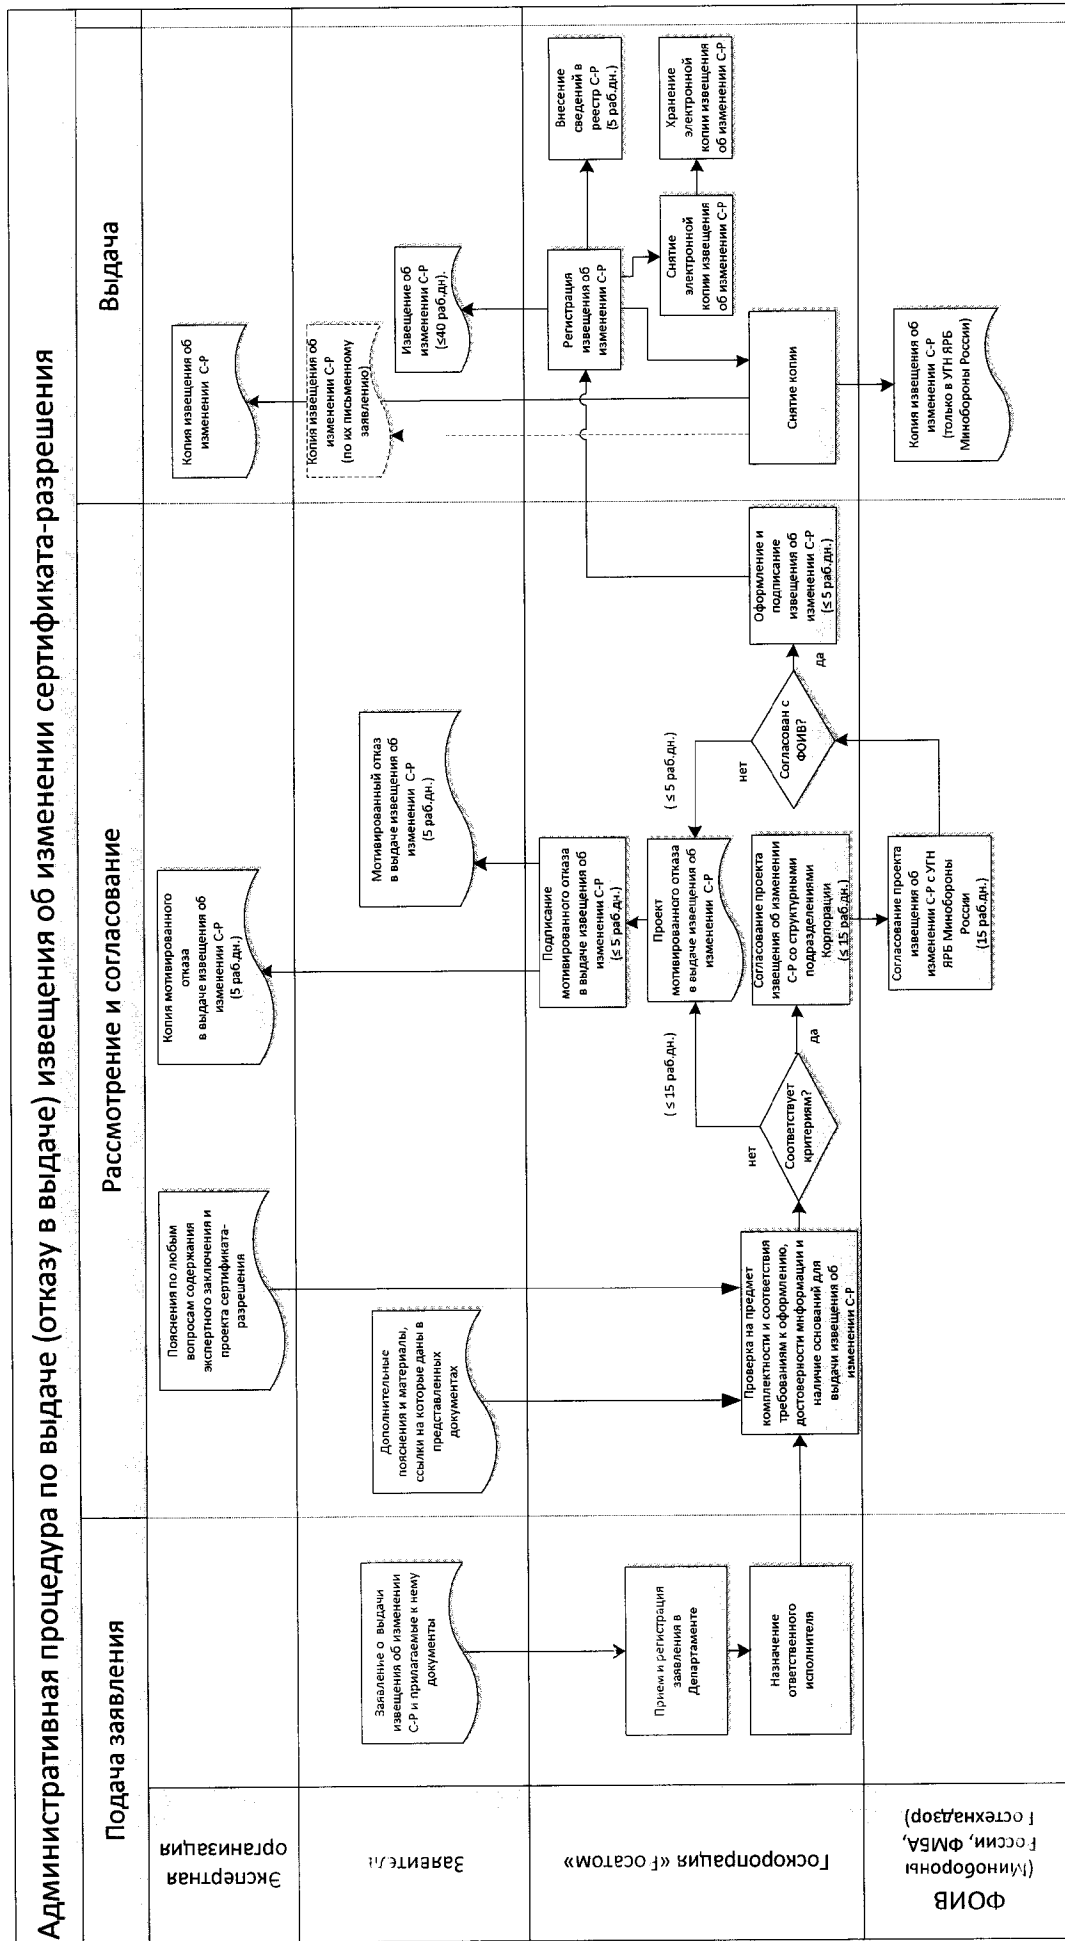 Административная процедура по выдаче (отказу в выдаче) извещения об изменении сертификата-разрешения
Подача заявления
Рассмотрение и согласование
Выдача
Экспертная
организация
Пояснения по любым
вопросам содержания
экспертного заключения и
проекта сертификата-
разрешения
Копия мотивированного
отказа
в выдаче извещения об
изменении С-Р
(5 раб.дн.)
Копия извещения об
изменении С-Р
Заявитель
Заявление о выдачи
извещения об изменении
С-Р и прилагаемые к нему
документы
Дополнительные
пояснения и материалы,
ссылки на которые даны в
представленных
документах
Мотивированный отказ
в выдаче извещения об
изменении С-Р
(5 раб.дн.)
Копия извещения об
изменении С-Р
(по их письменному
заявлению)
Извещение об
изменении С-Р
(≤40 раб.дн).
Госкоропрация «Росатом»
Прием и регистрация
заявления в
Департаменте
Назначение
ответственного
исполнителя
Проверка на предмет
комплектности и соответствия
требованиям к оформлению,
достоверности мнформации и
наличие оснований для
выдачи извещения об
изменении С-Р
Соответствует
критериям?
нет
да
( ≤ 15 раб.дн.)
Подписание
мотивированного отказа
в выдаче извещения об
изменении С-Р
(≤ 5 раб.дн.)
Проект
мотивированного отказа
в выдаче извещения об
изменении С-Р
Согласование проекта
извещения об изменении
С-Р со структурными
подразделениями
Корпорации
(≤ 15 раб.дн.)
( ≤ 5 раб.дн.)
нет
Согласован с
ФОИВ?
да
Оформление и
подписание
извещения об
изменении С-Р
(≤ 5 раб.дн.)
Регистрация
извещения об
изменении С-Р
Внесение
сведений в
реестр С-Р
(5 раб.дн.)
Снятие
электронной
копии извещения
об изменении С-Р
Хранение
электронной
копии извещения
об изменении С-Р
Снятие копии
ФОИВ
(Минобороны
России, ФМБА,
Ростехнадзор)
Согласование проекта
извещения об
изменении С-Р с УГН
ЯРБ Минобороны
России
(15 раб.дн.)
Копия извещения об
изменении С-Р
(только в УГН ЯРБ
Минобороны России)